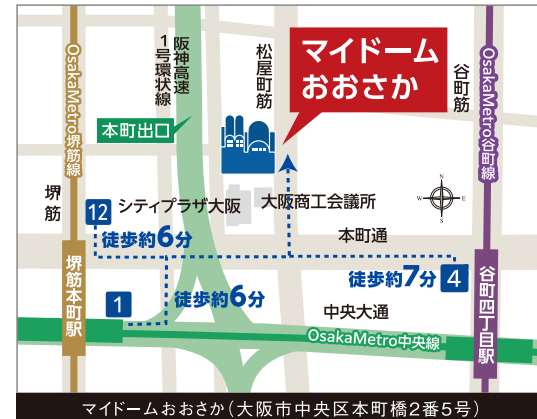 OsakaMetro堺筋線
阪神高速
1号環状線
松屋町筋
マイドーム
おおさか
谷町筋
OsakaMetro谷町線
本町出口
堺筋
12
シティプラザ大阪
大阪商工会議所
N
W
E
S
徒歩約6分
本町通
堺筋本町駅
1
徒歩約6分
徒歩約7分
4
谷町四丁目駅
中央大通
OsakaMetro中央線
マイドームおおさか(大阪市中央区本町橋2番5号)